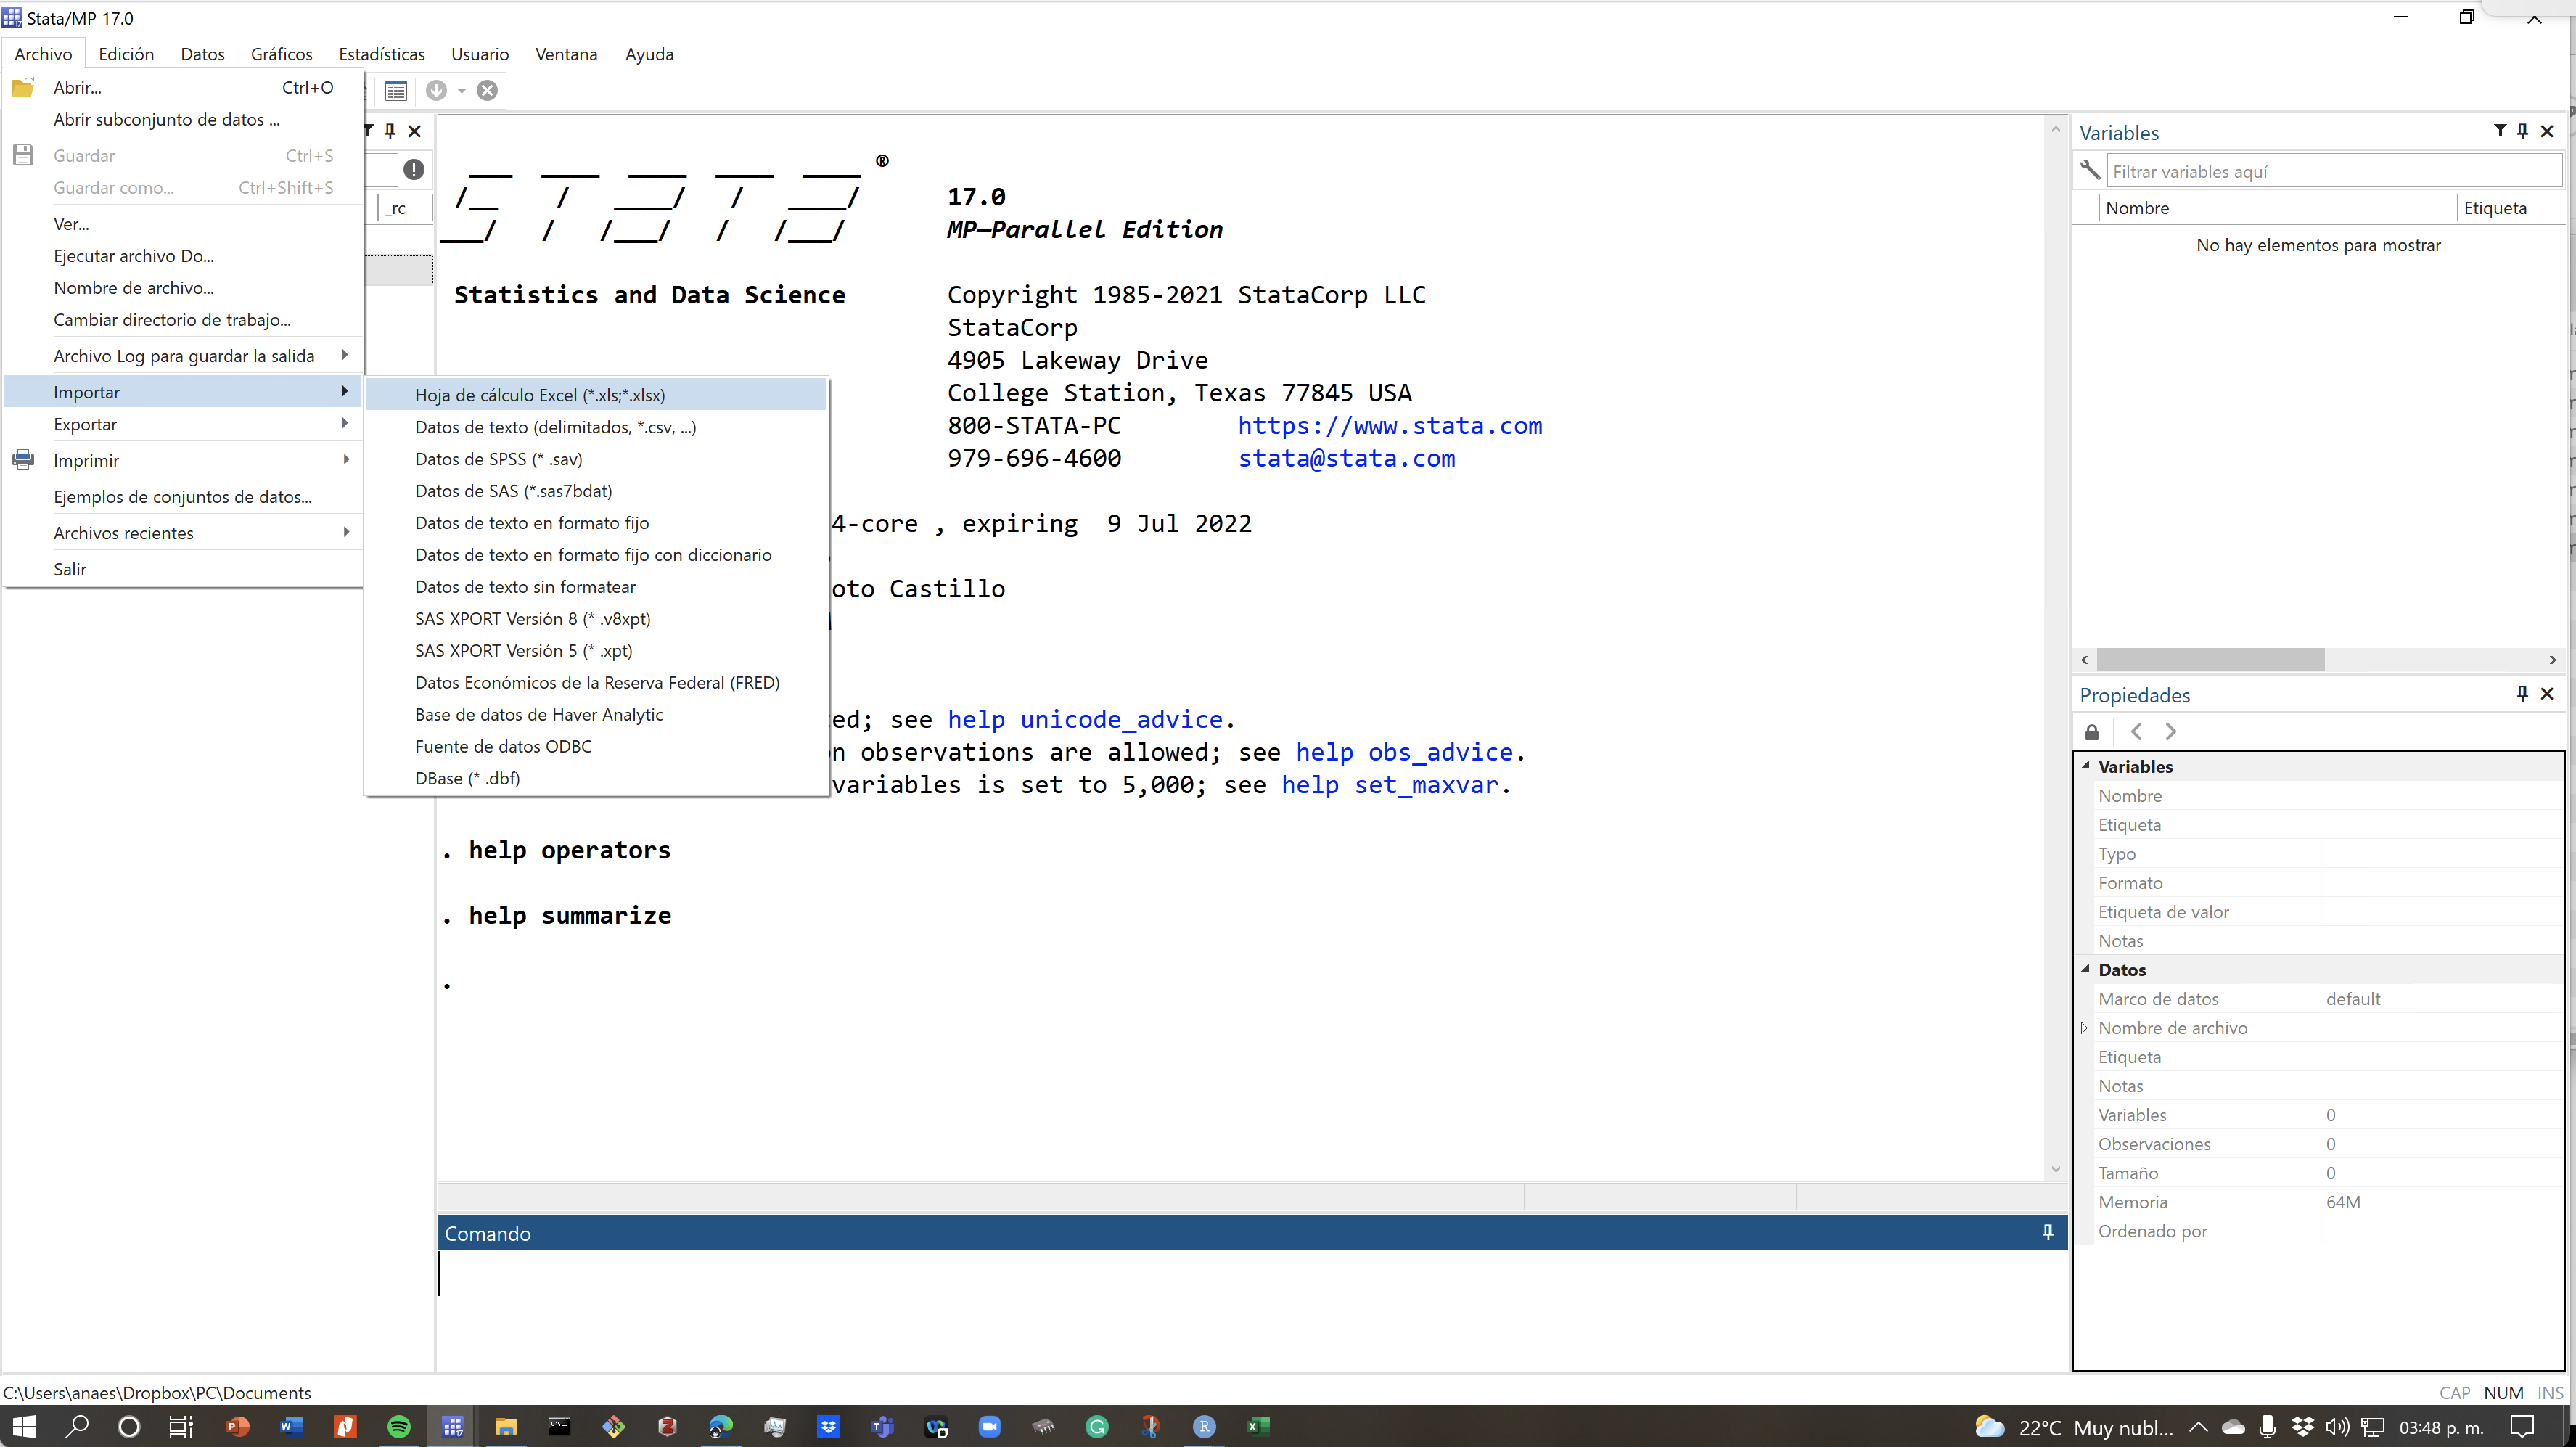 Stata/MP 17.0
Archivo Edición Datos Gráficos Estadísticas Usuario Ventana Ayuda
Abrir... Ctrl+O
Abrir subconjunto de datos ...
Guardar Ctrl+S
Guardar como... Ctrl+Shift+S
Ver...
Ejecutar archivo Do...
Nombre de archivo...
Cambiar directorio de trabajo...
Archivo Log para guardar la salida
Importar
Exportar
Imprimir
Ejemplos de conjuntos de datos...
Archivos recientes
Salir
Hoja de cálculo Excel (*.xls;*.xlsx)
Datos de texto (delimitados, *.csv, ...)
Datos de SPSS (* .sav)
Datos de SAS (*.sas7bdat)
Datos de texto en formato fijo
Datos de texto en formato fijo con diccionario
Datos de texto sin formatear
SAS XPORT Versión 8 (* .v8xpt)
SAS XPORT Versión 5 (* .xpt)
Datos Económicos de la Reserva Federal (FRED)
Base de datos de Haver Analytic
Fuente de datos ODBC
DBase (* .dbf)
_rc
®
17.0
MP—Parallel Edition
Statistics and Data Science Copyright 1985-2021 StataCorp LLC
StataCorp
4905 Lakeway Drive
College Station, Texas 77845 USA
800-STATA-PC https://www.stata.com
979-696-4600 stata@stata.com
4-core , expiring 9 Jul 2022
oto Castillo
ed; see help unicode_advice.
n observations are allowed; see help obs_advice.
variables is set to 5,000; see help set_maxvar.
. help operators
. help summarize
.
Comando
Variables
Filtrar variables aquí
Nombre Etiqueta
No hay elementos para mostrar
Propiedades
Variables
Nombre
Etiqueta
Typo
Formato
Etiqueta de valor
Notas
Datos
Marco de datos default
Nombre de archivo
Etiqueta
Notas
Variables 0
Observaciones 0
Tamaño 0
Memoria 64M
Ordenado por
C:\Users\anaes\Dropbox\PC\Documents
CAP NUM INS
22°C Muy nubl... 03:48 p. m.